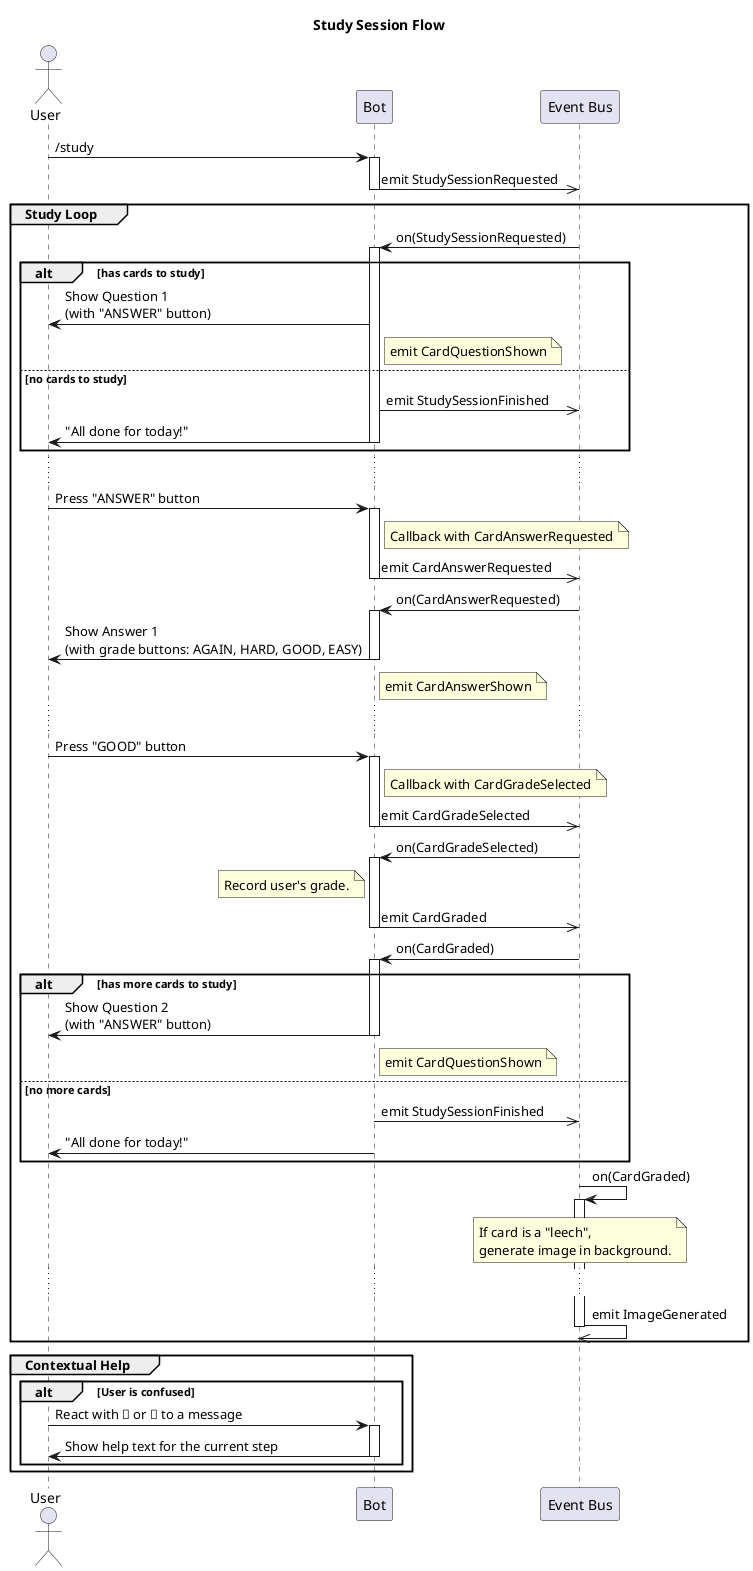 Study Session Flow
User
Bot
Event Bus
/study
emit StudySessionRequested
Study Loop
on(StudySessionRequested)
alt
[has cards to study]
Show Question 1
(with "ANSWER" button)
emit CardQuestionShown
[no cards to study]
emit StudySessionFinished
"All done for today!"
Press "ANSWER" button
Callback with CardAnswerRequested
emit CardAnswerRequested
on(CardAnswerRequested)
Show Answer 1
(with grade buttons: AGAIN, HARD, GOOD, EASY)
emit CardAnswerShown
Press "GOOD" button
Callback with CardGradeSelected
emit CardGradeSelected
on(CardGradeSelected)
Record user's grade.
emit CardGraded
on(CardGraded)
alt
[has more cards to study]
Show Question 2
(with "ANSWER" button)
emit CardQuestionShown
[no more cards]
emit StudySessionFinished
"All done for today!"
on(CardGraded)
If card is a "leech",
generate image in background.
emit ImageGenerated
Contextual Help
alt
[User is confused]
React with or to a message
Show help text for the current step
User
Bot
Event Bus